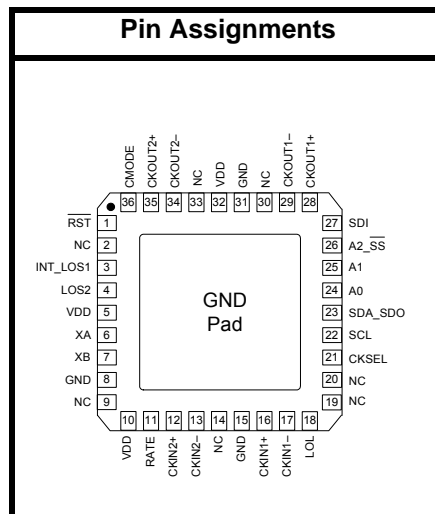 Pin Assignments
CMODE
CKOUT2+
CKOUT2–
NC
VDD
GND
NC
CKOUT1–
CKOUT1+
36 35 34 33 32 31 30 29 28
RST 1
NC 2
INT_LOS1 3
LOS2 4
VDD 5
XA 6
XB 7
GND 8
NC 9
GND
Pad
27 SDI
26 A2_SS
25 A1
24 A0
23 SDA_SDO
22 SCL
21 CKSEL
20 NC
19 NC
10 11 12 13 14 15 16 17 18
VDD
RATE
CKIN2+
CKIN2–
NC
GND
CKIN1+
CKIN1–
LOL